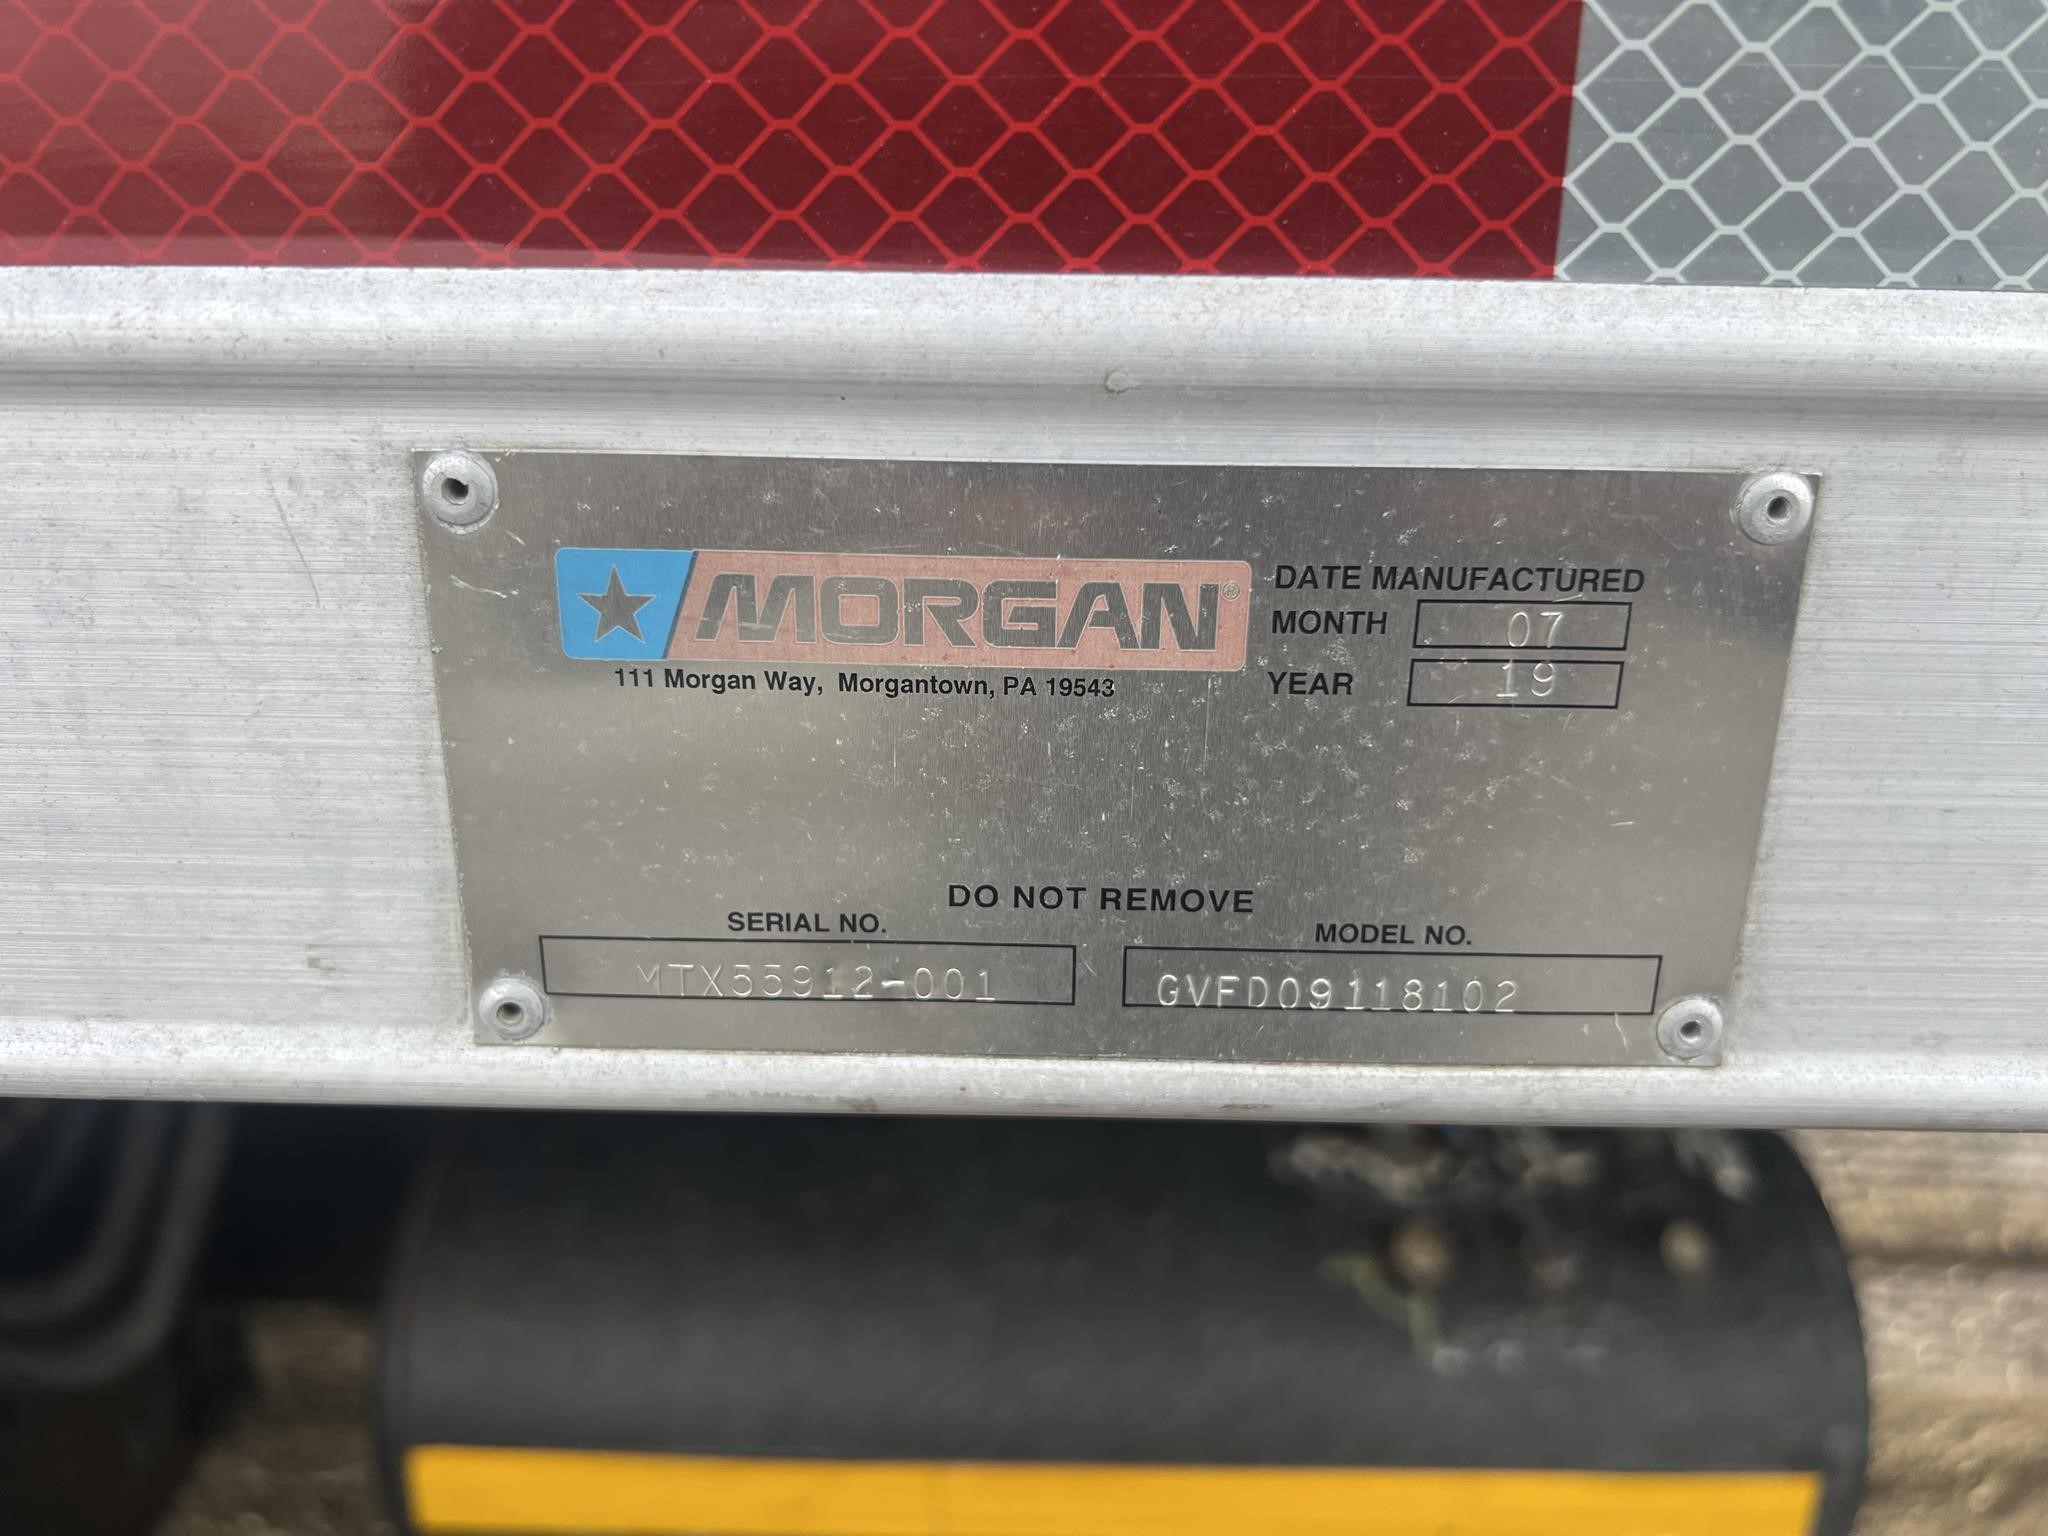 MORGAN®
111 Morgan Way, Morgantown, PA 19543
DATE MANUFACTURED
MONTH 07
YEAR 19
DO NOT REMOVE
SERIAL NO.
MTX55912-001
MODEL NO.
GVFD09118102